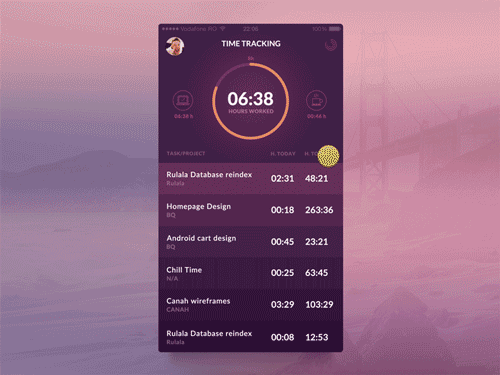 Vodafone RO 22:06 100%
TIME TRACKING
8h
06:38
HOURS WORKED
06:38 h
00:46 h
TASK/PROJECT H. TODAY
Rulala Database reindex 02:31 48:21
Rulala
Homepage Design 00:18 263:36
BQ
Android cart design 00:45 23:21
BQ
Chill Time 00:25 63:45
N/A
Canah wireframes 03:29 103:29
CANAH
Rulala Database reindex 00:08 12:53
Rulala